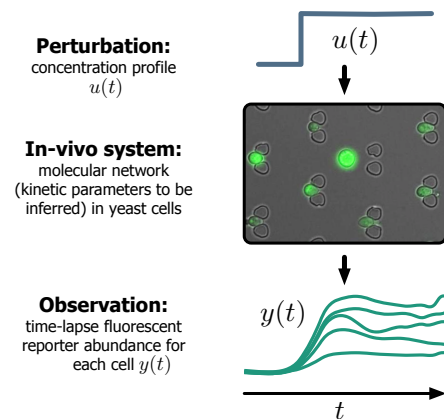 Perturbation:
concentration profile
u(t)
u(t)
In-vivo system:
molecular network
(kinetic parameters to be
inferred) in yeast cells
Observation:
time-lapse fluorescent
reporter abundance for
each cell y(t)
y(t)
t